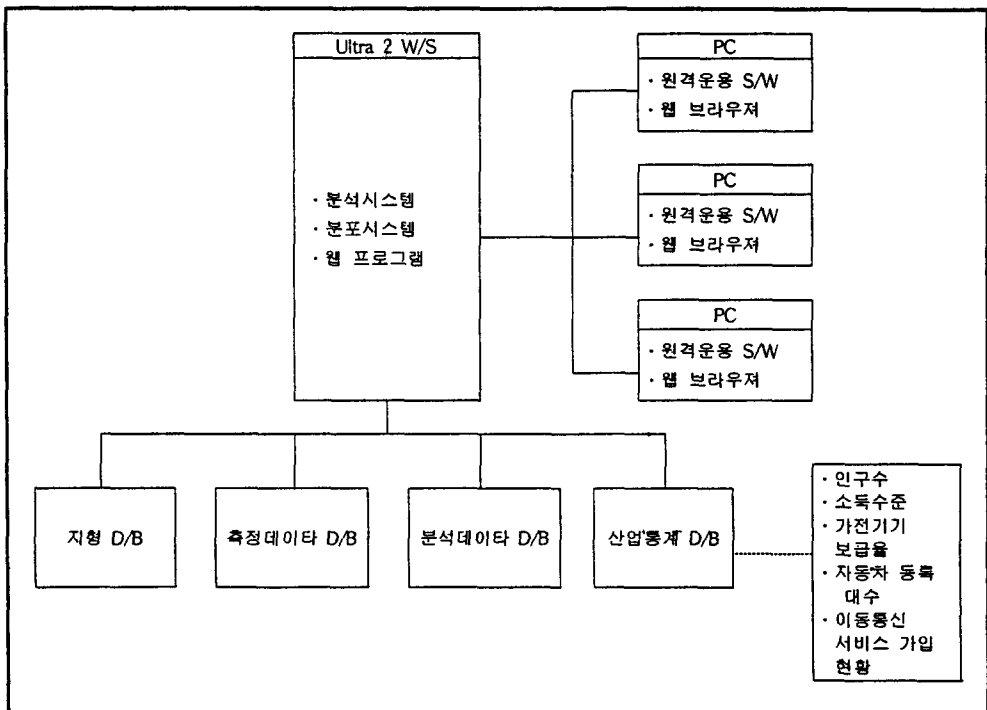 Ultra 2 W/S
· 분석시스템
· 분포시스템
· 웹 프로그램
PC
· 원격운용 S/W
· 웹 브라우져
PC
· 원격운용 S/W
· 웹 브라우져
PC
· 원격운용 S/W
· 웹 브라우져
지형 D/B
측정데이타 D/B
분석데이타 D/B
산업통계 D/B
· 인구수
· 소득수준
· 가전기기
보급율
· 자동차 등록
대수
· 이동통신
서비스 가입
현황